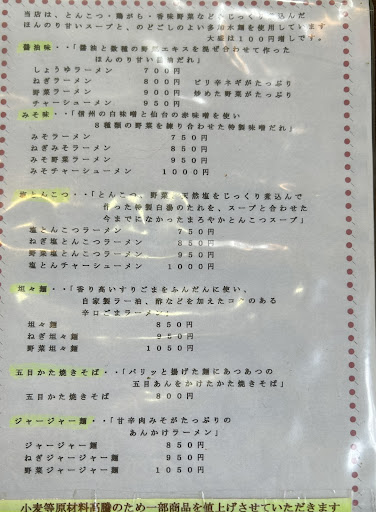 当店は、とんこつ・鶏がら・香味野菜などをじっくり煮込んだ
ほんのり甘いスープと、のどごしのよい多加水麺を使用しています
大盛は100円増しです。
醤油味・・「醤油と数種の野菜エキスを混ぜ合わせて作った
ほんのり甘い醤油だれ」
しょうゆラーメン 700円
ねぎラーメン 800円 ピリ辛ネギがたっぷり
野菜ラーメン 900円 炒めた野菜がたっぷり
チャーシューメン 950円
みそ味・・「信州の白味噌と仙台の赤味噌を使い
8種類の野菜を練り合わせた特製味噌だれ」
みそラーメン 750円
ねぎみそラーメン 850円
みそ野菜ラーメン 950円
みそチャーシューメン 1000円
塩とんこつ・・「とんこつ、野菜、天然塩をじっくり煮込んで
作った特製白湯のたれを、スープと合わせた
今までになかったまろやかとんこつスープ」
塩とんこつラーメン 750円
ねぎ塩とんこつラーメン 850円
野菜塩とんこつラーメン 950円
塩とんチャーシューメン 1000円
坦々麺・・「香り高いすりごまをふんだんに使い、
自家製ラー油、酢などを加えたコクのある
辛口ごまラーメン」
坦々麺 850円
ねぎ坦々麺 950円
野菜坦々麺 1050円
五目かた焼きそば・・「パリッと揚げた麺にあつあつの
五目あんをかけたかた焼きそば」
五目かた焼きそば 800円
ジャージャー麺・・「甘辛肉みそがたっぷりの
あんかけラーメン」
ジャージャー麺 850円
ねぎジャージャー麺 950円
野菜ジャージャー麺 1050円
小麦等原材料高騰のため一部商品を値上げさせていただきます